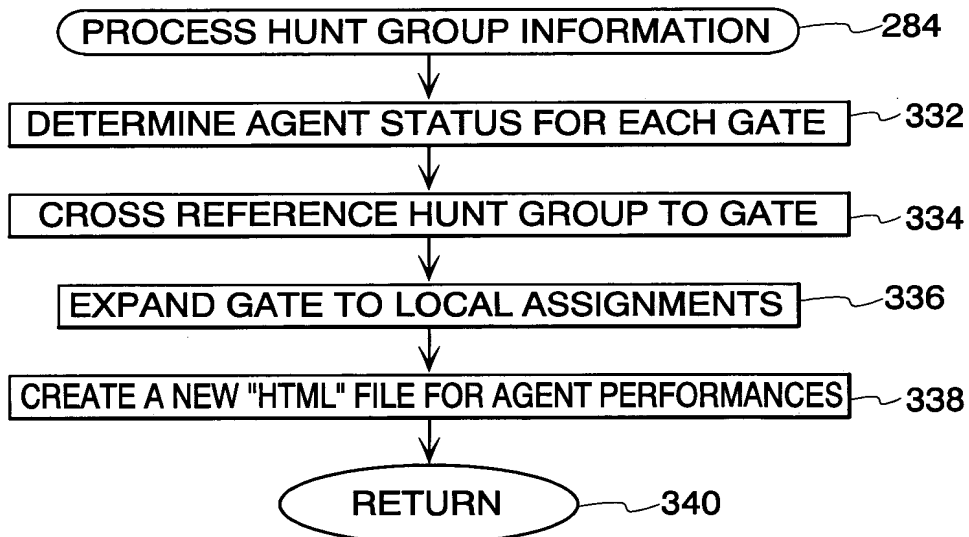 PROCESS HUNT GROUP INFORMATION 284
DETERMINE AGENT STATUS FOR EACH GATE 332
CROSS REFERENCE HUNT GROUP TO GATE 334
EXPAND GATE TO LOCAL ASSIGNMENTS 336
CREATE A NEW "HTML" FILE FOR AGENT PERFORMANCES 338
RETURN 340